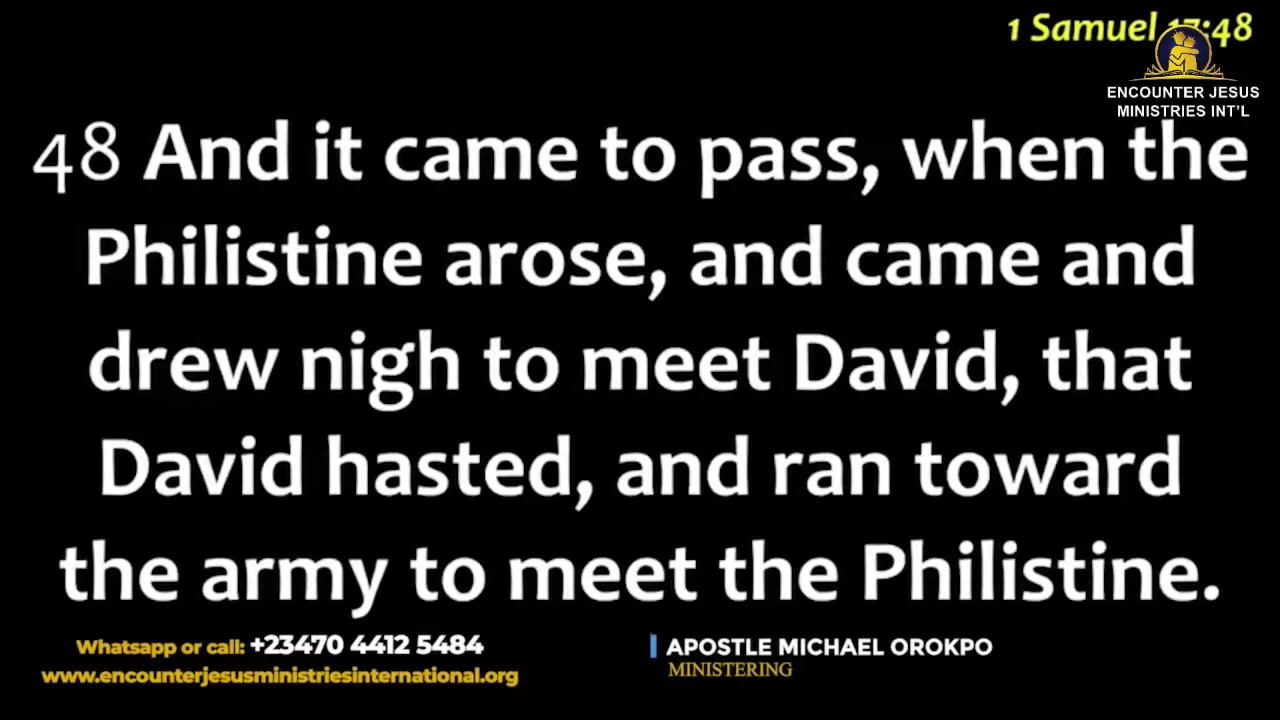 1 Samuel 17:48
ENCOUNTER JESUS
MINISTRIES INT'L
48 And it came to pass, when the
Philistine arose, and came and
drew nigh to meet David, that
David hasted, and ran toward
the army to meet the Philistine.
Whatsapp or call: +23470 4412 5484
www.encounterjesusministriesinternational.org
APOSTLE MICHAEL OROKPO
MINISTERING